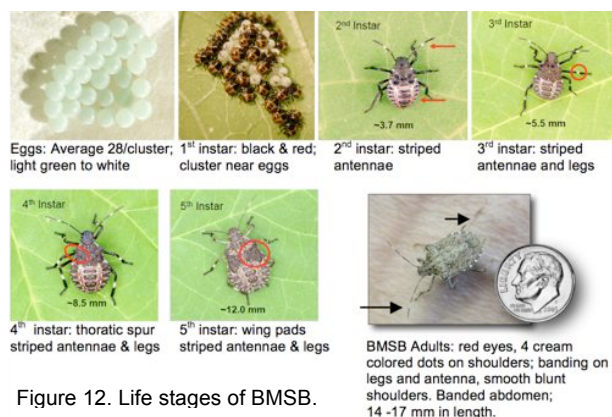 2nd Instar
3rd Instar
~3.7 mm
~5.5 mm
Eggs: Average 28/cluster;
light green to white
1st instar: black & red;
cluster near eggs
2nd instar: striped
antennae
3rd instar: striped
antennae and legs
4th Instar
5th Instar
~8.5 mm
~12.0 mm
4th instar: thoratic spur
striped antennae & legs
5th instar: wing pads
striped antennae & legs
LIBERTY
BMSB Adults: red eyes, 4 cream
colored dots on shoulders; banding on
legs and antenna, smooth blunt
shoulders. Banded abdomen;
14 -17 mm in length.
Figure 12. Life stages of BMSB.